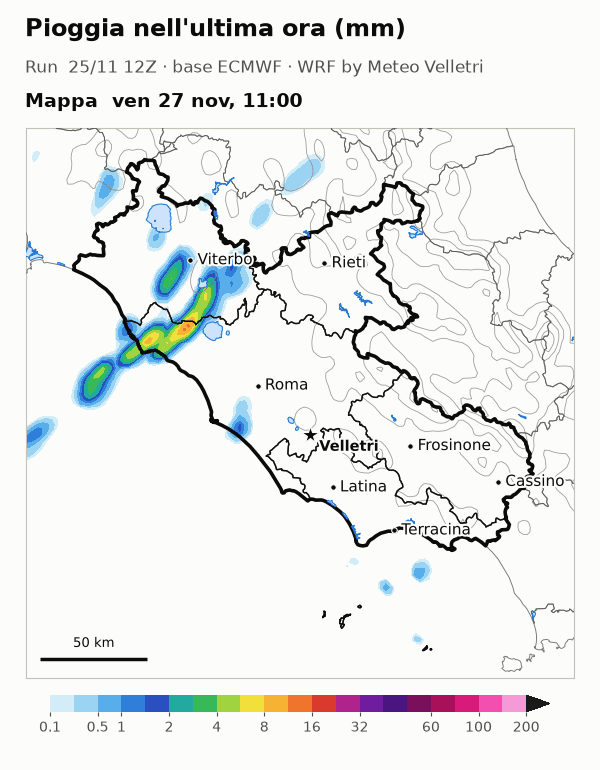 Pioggia nell'ultima ora (mm)
Run  25/11 12Z · base ECMWF · WRF by Meteo Velletri
Mappa  ven 27 nov, 11:00
Viterbo
Rieti
Roma
Velletri
Frosinone
Cassino
Latina
Terracina
50 km
0.1 0.5 1 2 4 8 16 32 60 100 200